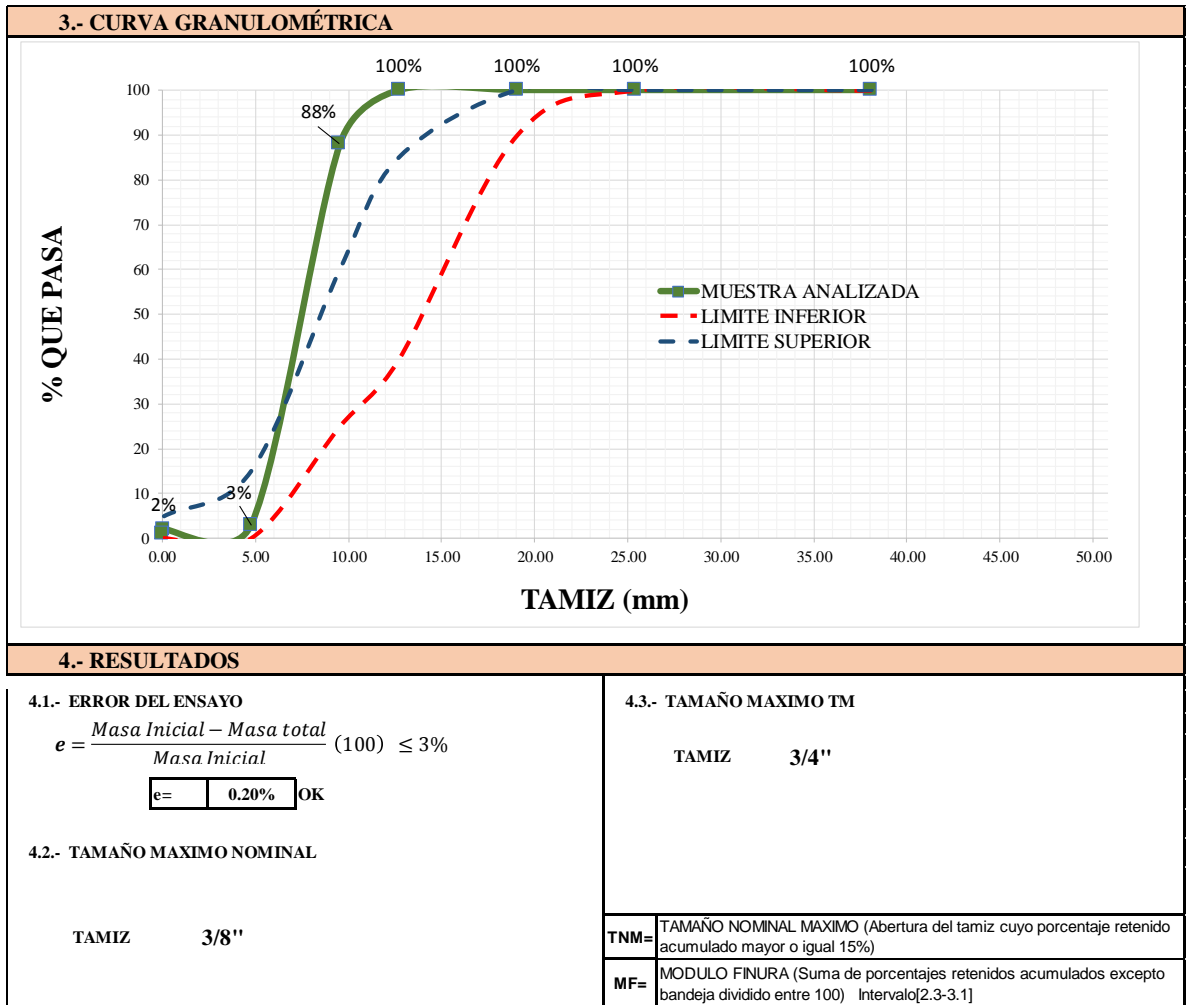 3.- CURVA GRANULOMÉTRICA
100% 100% 100% 100%
88%
2%
3%
100
90
80
70
60
50
40
30
20
10
0
% QUE PASA
MUESTRA ANALIZADA
LIMITE INFERIOR
LIMITE SUPERIOR
0.00 5.00 10.00 15.00 20.00 25.00 30.00 35.00 40.00 45.00 50.00
TAMIZ (mm)
4.- RESULTADOS
4.1.- ERROR DEL ENSAYO
e = Masa Inicial − Masa total / Masa Inicial (100) ≤ 3%
e= 0.20% OK
4.2.- TAMAÑO MAXIMO NOMINAL
TAMIZ 3/8''
4.3.- TAMAÑO MAXIMO TM
TAMIZ 3/4''
TNM= TAMAÑO NOMINAL MAXIMO (Abertura del tamiz cuyo porcentaje retenido
acumulado mayor o igual 15%)
MF= MODULO FINURA (Suma de porcentajes retenidos acumulados excepto
bandeja dividido entre 100) Intervalo[2.3-3.1]